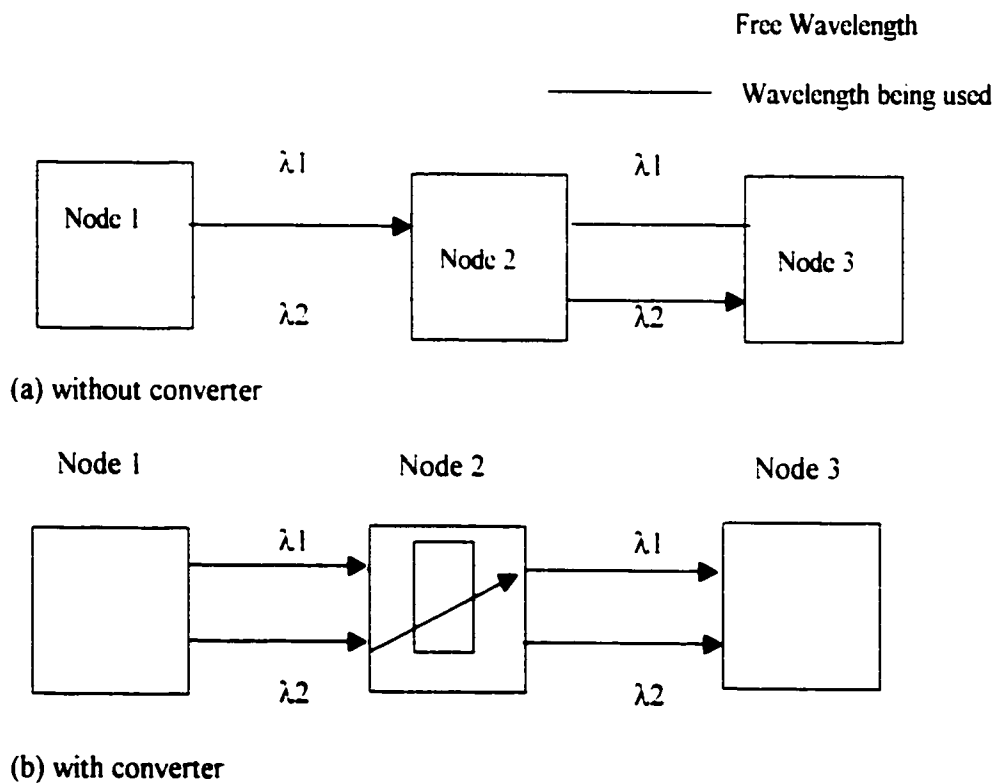 Free Wavelength
Wavelength being used
λ1 λ1
Node 1
Node 2
Node 3
λ2 λ2
(a) without converter
Node 1 Node 2 Node 3
λ1 λ1
λ2 λ2
(b) with converter